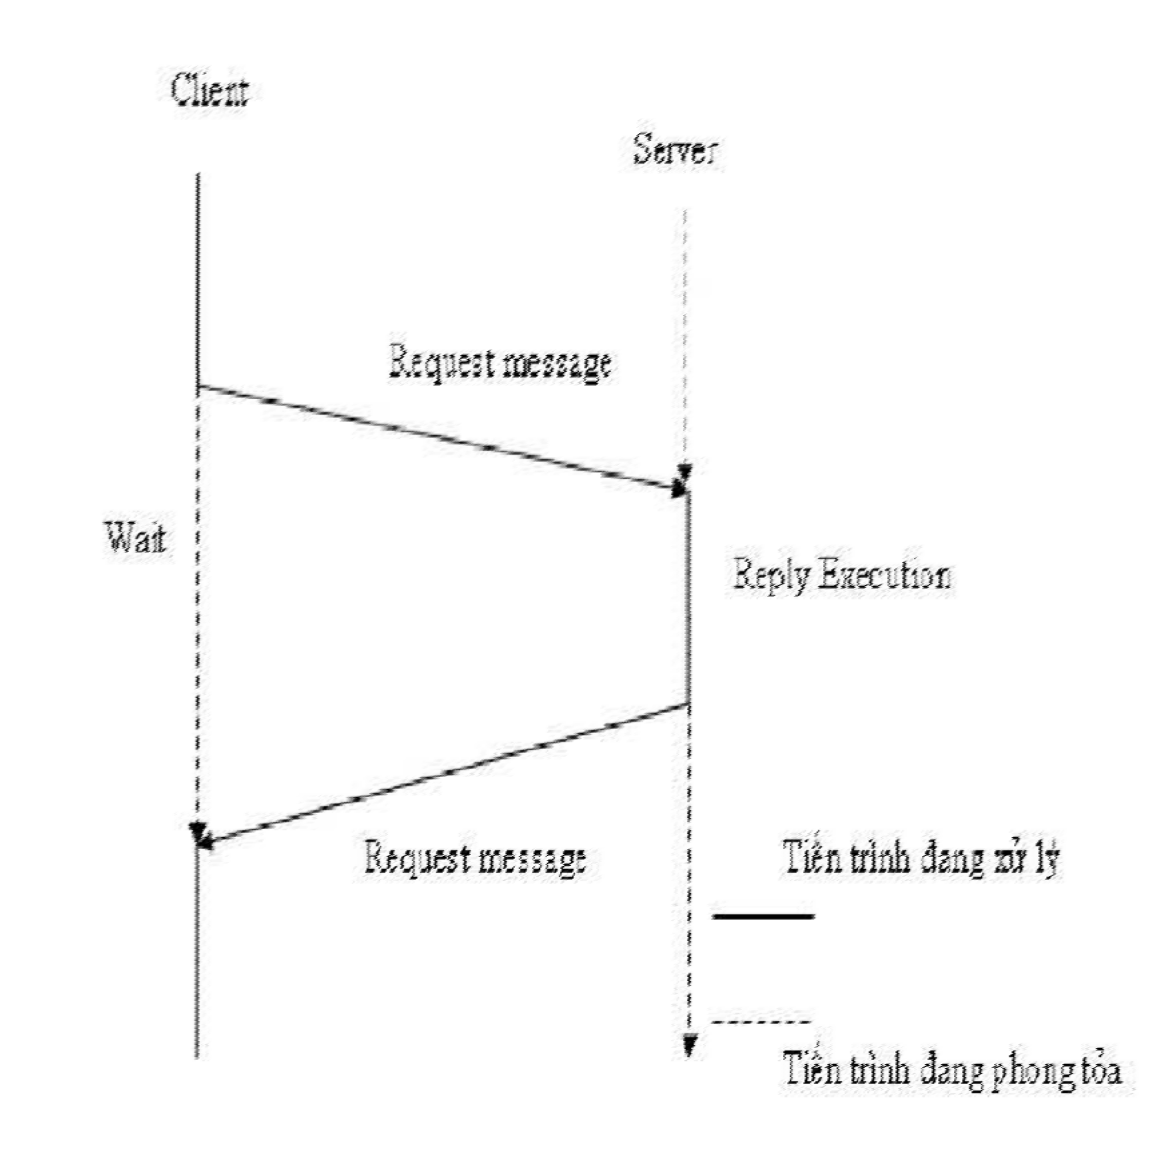 Client
Server
Request message
Wait
Reply Execution
Request message
Tiến trình đang xử lý
Tiến trình đang phong tỏa